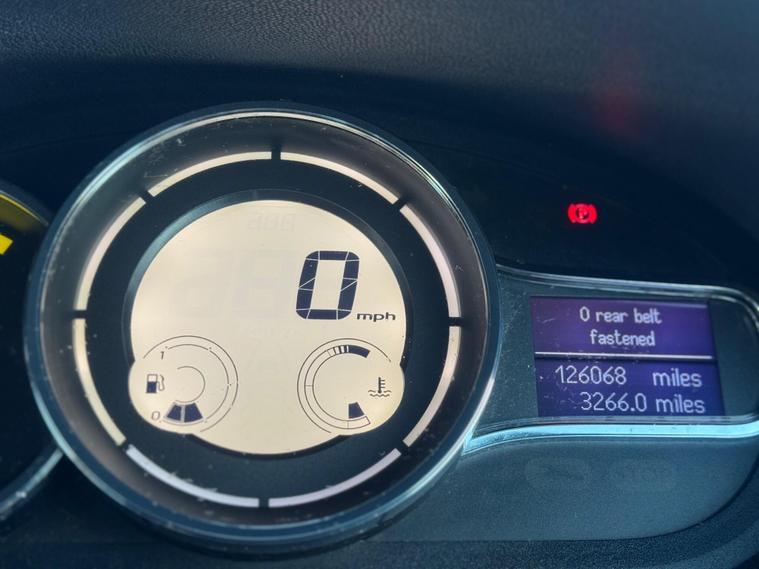 0 mph
1
0
P
0 rear belt
fastened
126068 miles
3266.0 miles